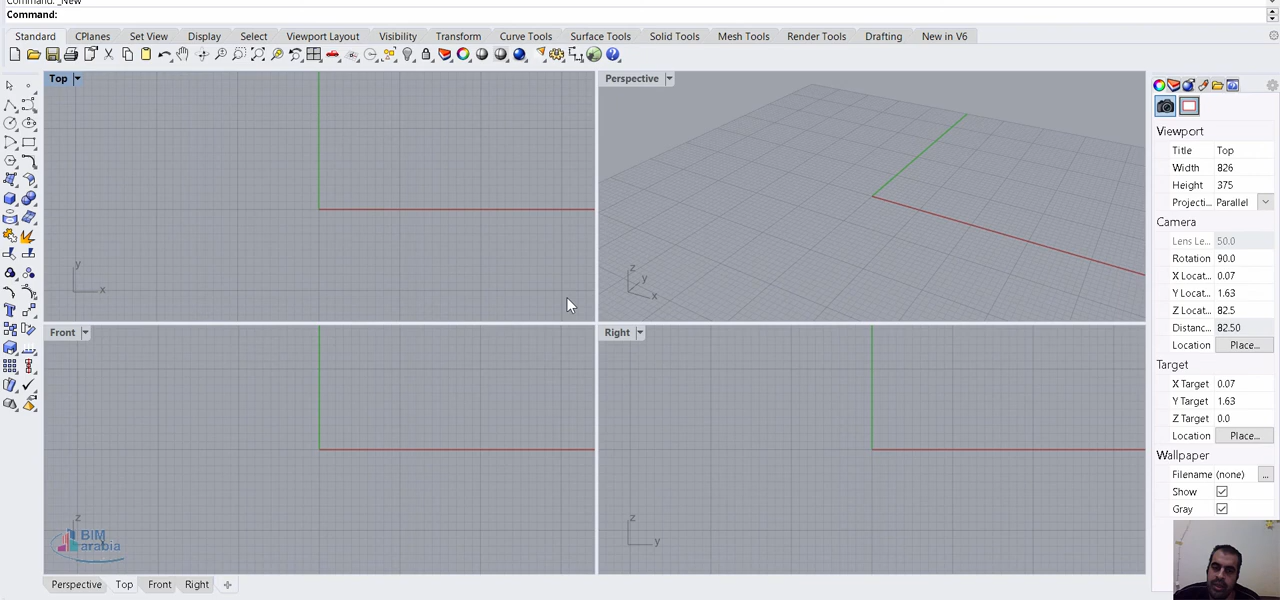 Command: _New
Command:
Standard CPlanes Set View Display Select Viewport Layout Visibility Transform Curve Tools Surface Tools Solid Tools Mesh Tools Render Tools Drafting New in V6
Top
Perspective
z
y
x
y
x
Front
Right
z
x
z
y
BIM
arabia
Perspective Top Front Right
Viewport
Title Top
Width 826
Height 375
Projecti... Parallel
Camera
Lens Le... 50.0
Rotation 90.0
X Locat... 0.07
Y Locat... 1.63
Z Locat... 82.5
Distanc... 82.50
Location Place...
Target
X Target 0.07
Y Target 1.63
Z Target 0.0
Location Place...
Wallpaper
Filename (none) ...
Show
Gray